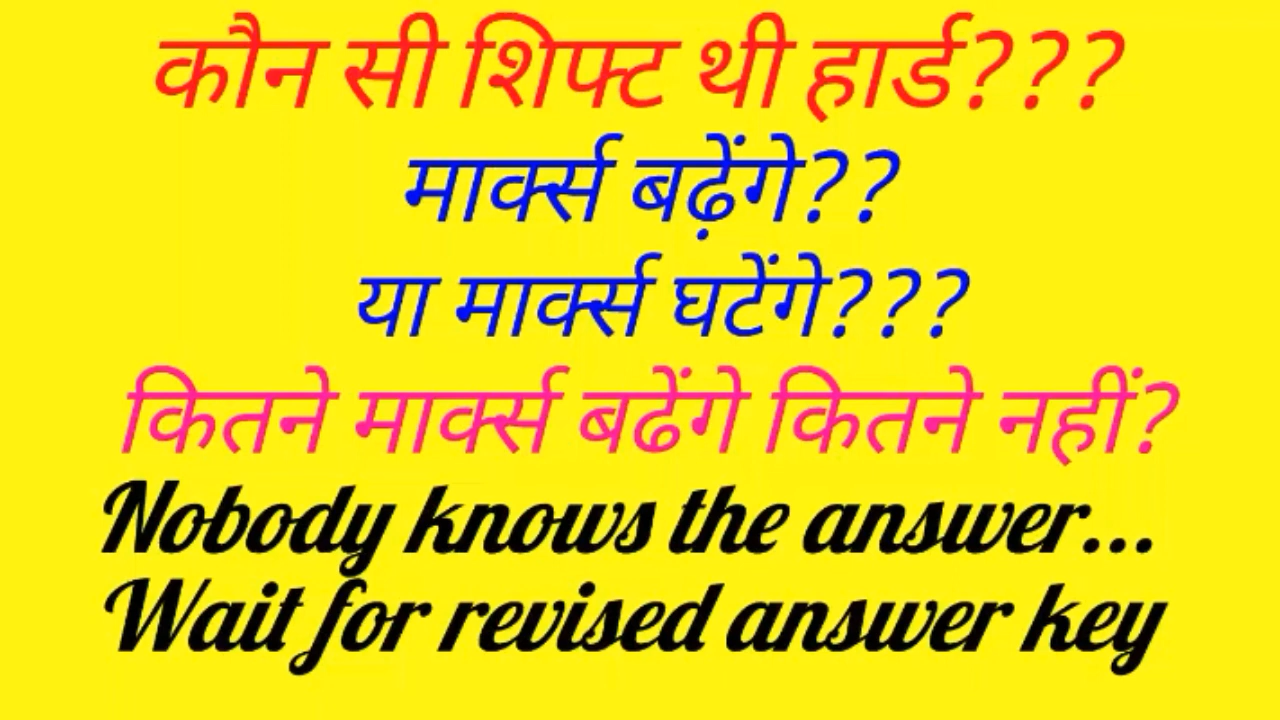 कौन सी शिफ्ट थी हार्ड???
मार्क्स बढ़ेंगे??
या मार्क्स घटेंगे???
कितने मार्क्स बढेंगे कितने नहीं?
Nobody knows the answer...
Wait for revised answer key